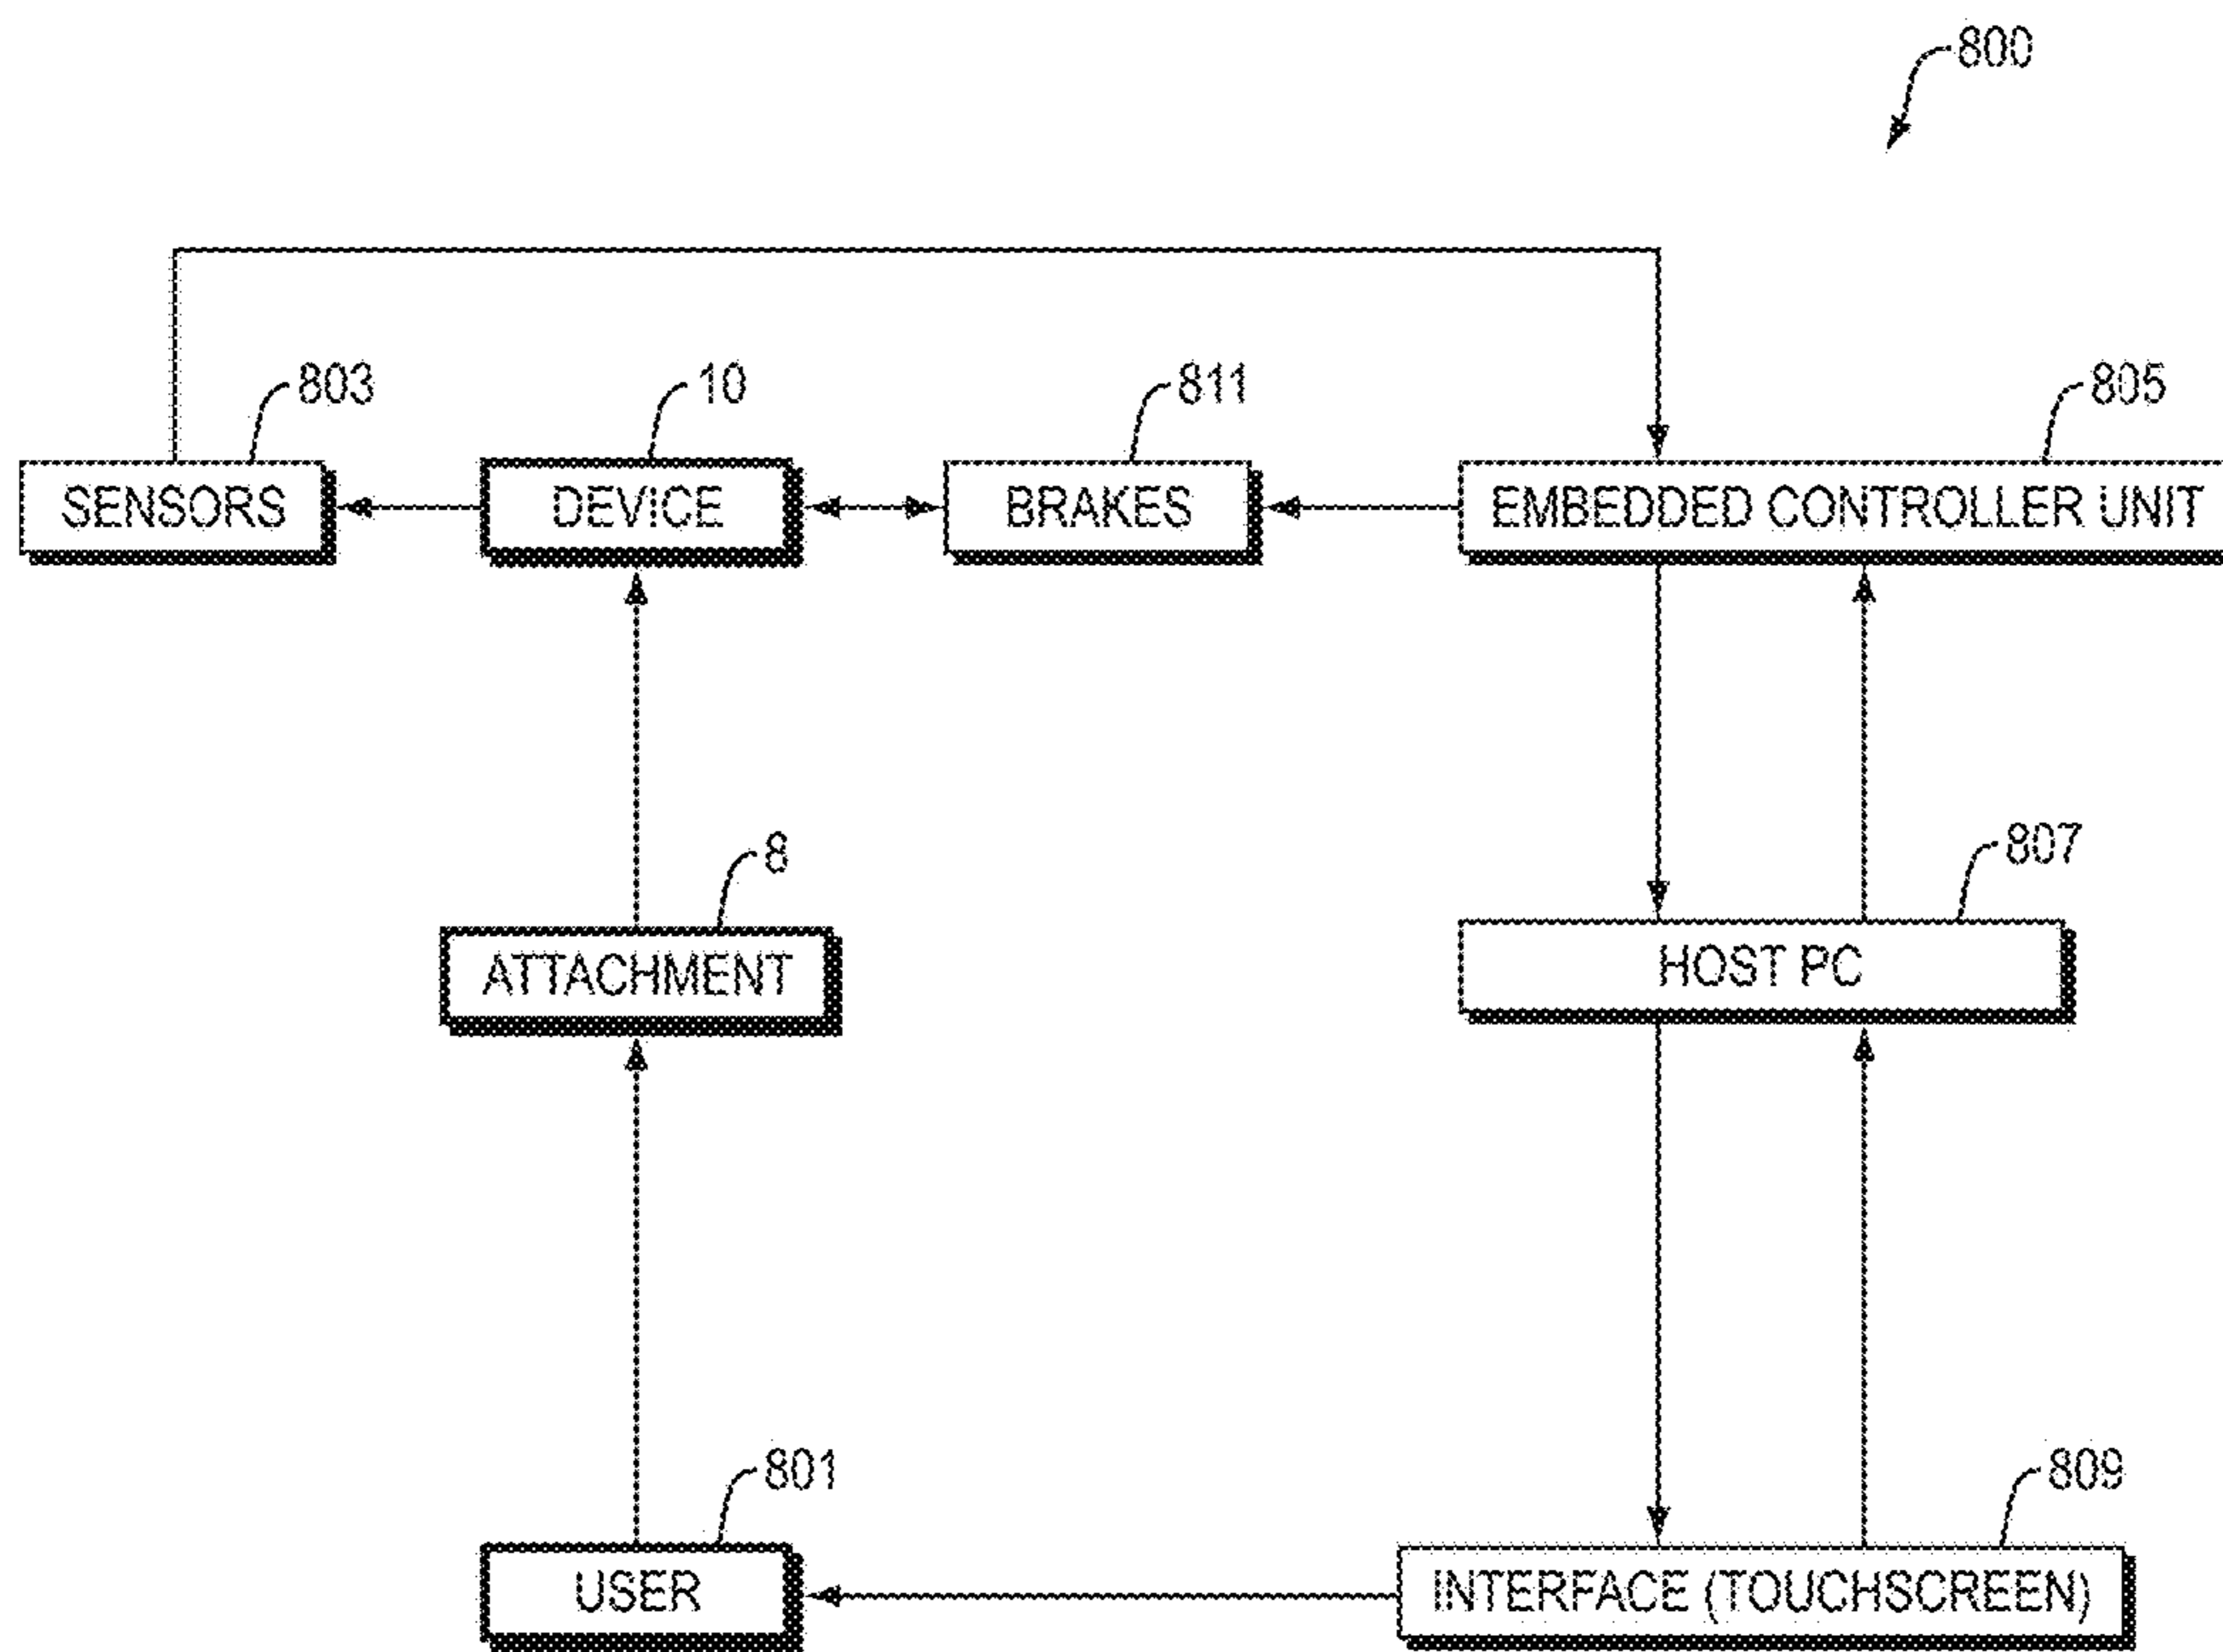 800
803
10
811
805
SENSORS
DEVICE
BRAKES
EMBEDDED CONTROLLER UNIT
8
807
ATTACHMENT
HOST PC
801
809
USER
INTERFACE (TOUCHSCREEN)